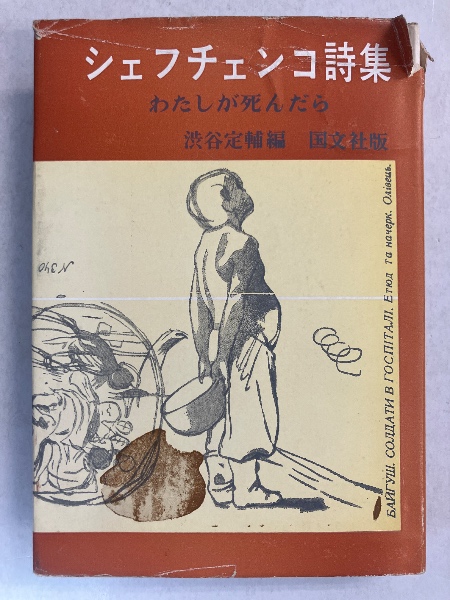 シェフチェンコ詩集
わたしが死んだら
渋谷定輔編 国文社版
БАЙГУШ. СОЛДАТИ В ГОСПІТАЛІ. Етюд та начерк. Олівець.
№340